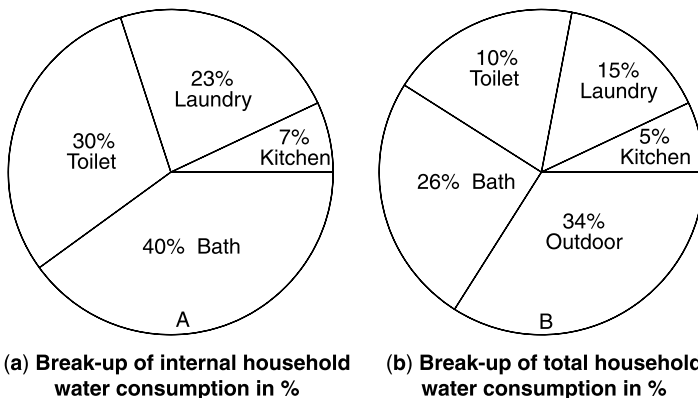 23%
Laundry
7%
Kitchen
30%
Toilet
40% Bath
A
(a) Break-up of internal household
water consumption in %
10%
Toilet
15%
Laundry
5%
Kitchen
26% Bath
34%
Outdoor
B
(b) Break-up of total household
water consumption in %